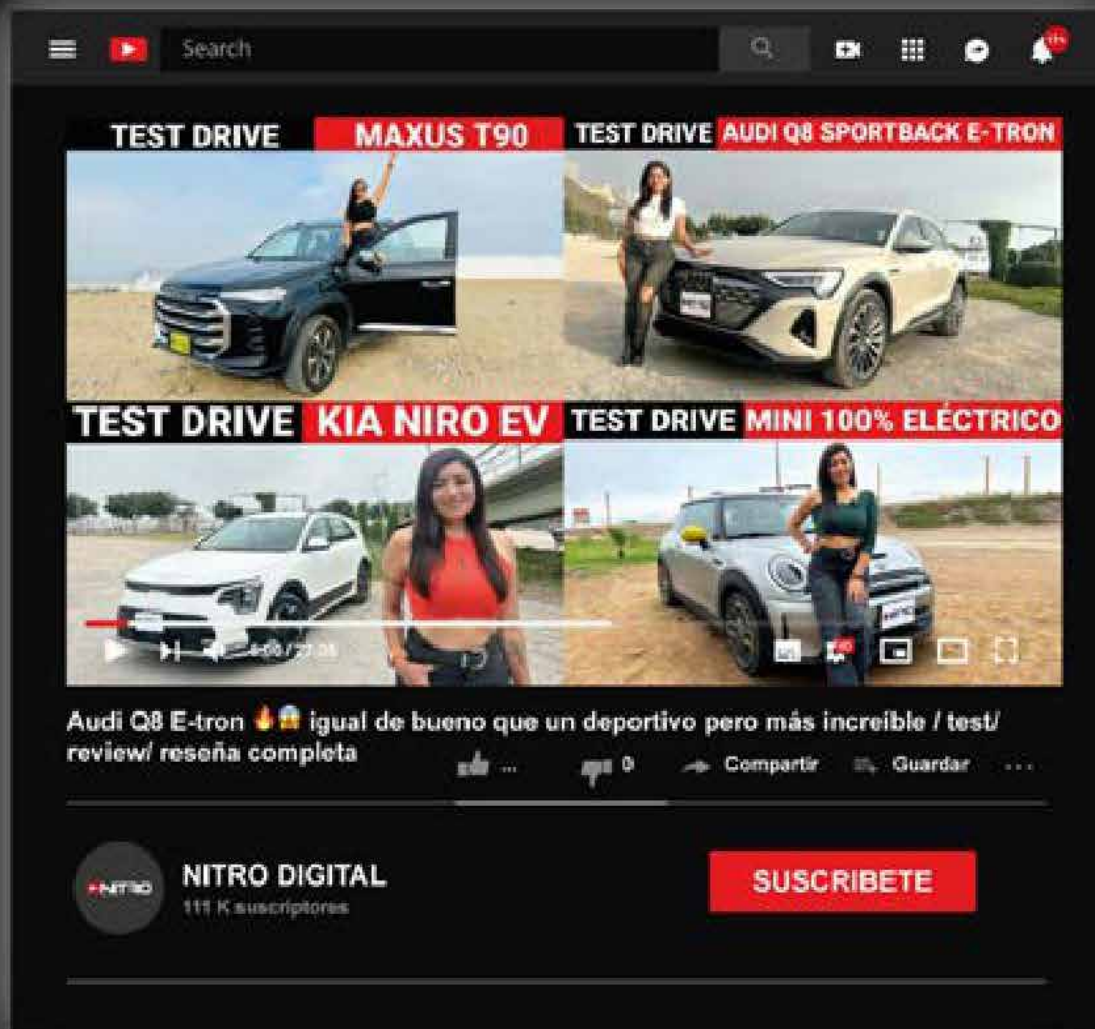 Search
TEST DRIVE MAXUS T90
TEST DRIVE AUDI Q8 SPORTBACK E-TRON
TEST DRIVE KIA NIRO EV
TEST DRIVE MINI 100% ELÉCTRICO
Audi Q8 E-tron 🔥😱 igual de bueno que un deportivo pero más increíble / test/
review/ reseña completa
... 0 Compartir Guardar ...
NITRO
NITRO DIGITAL
111 K suscriptores
SUSCRIBETE